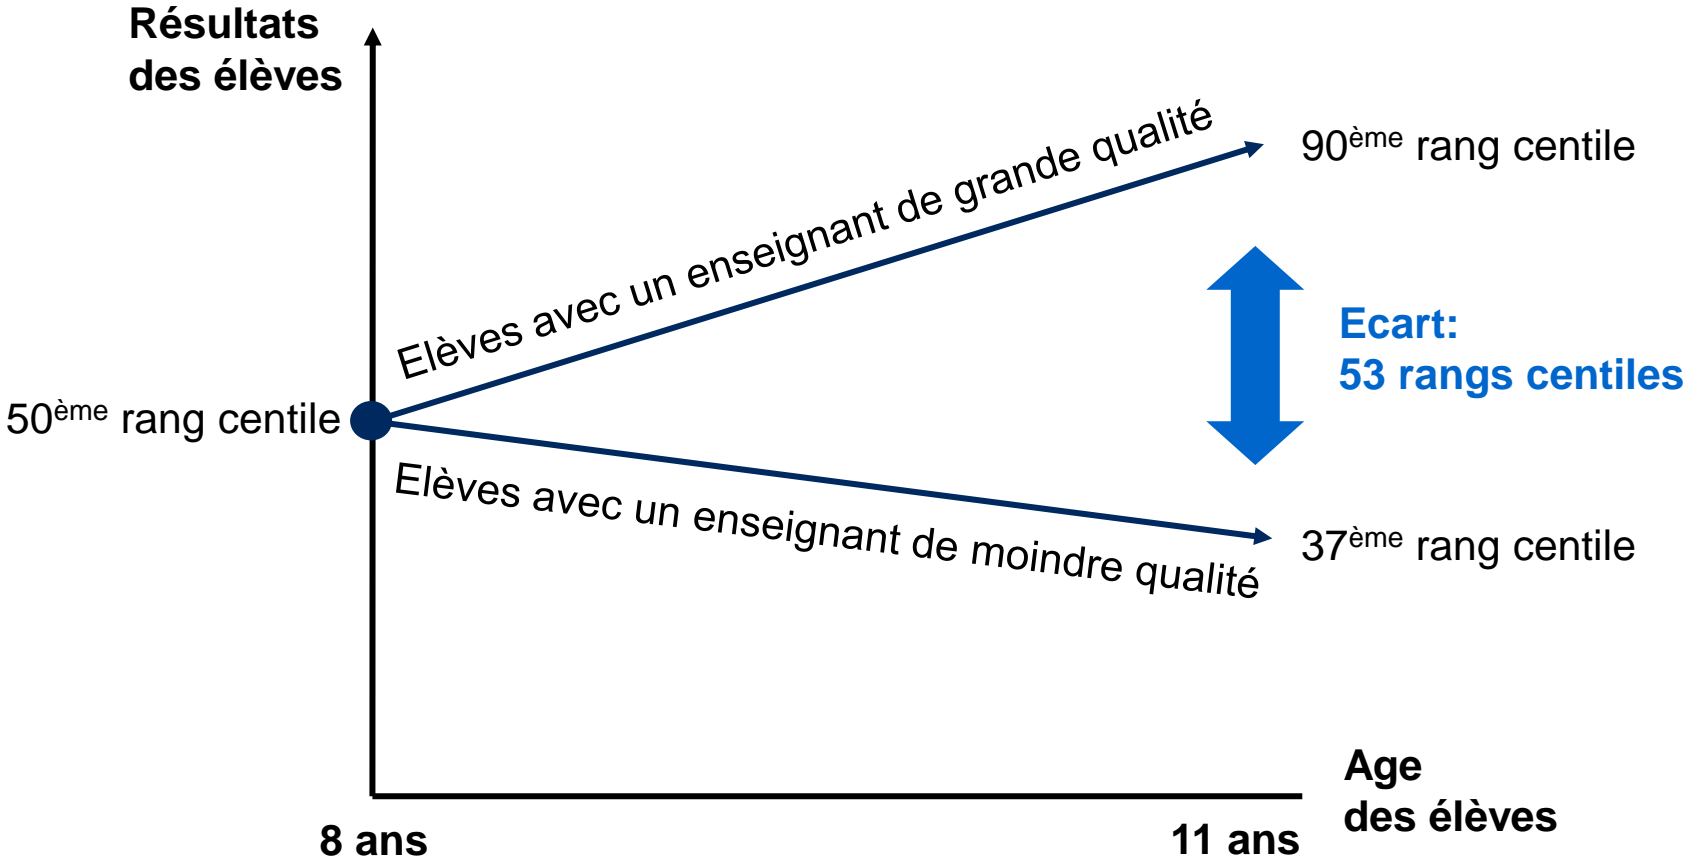 Résultats
des élèves
Elèves avec un enseignant de grande qualité
90ème rang centile
Ecart:
53 rangs centiles
50ème rang centile
Elèves avec un enseignant de moindre qualité
37ème rang centile
Age
des élèves
8 ans
11 ans